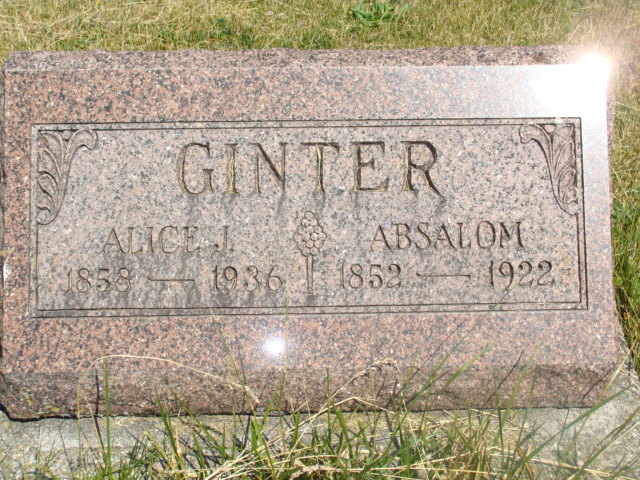 GINTER
ALICE J. ABSALOM
1858 — 1936 1852 — 1922